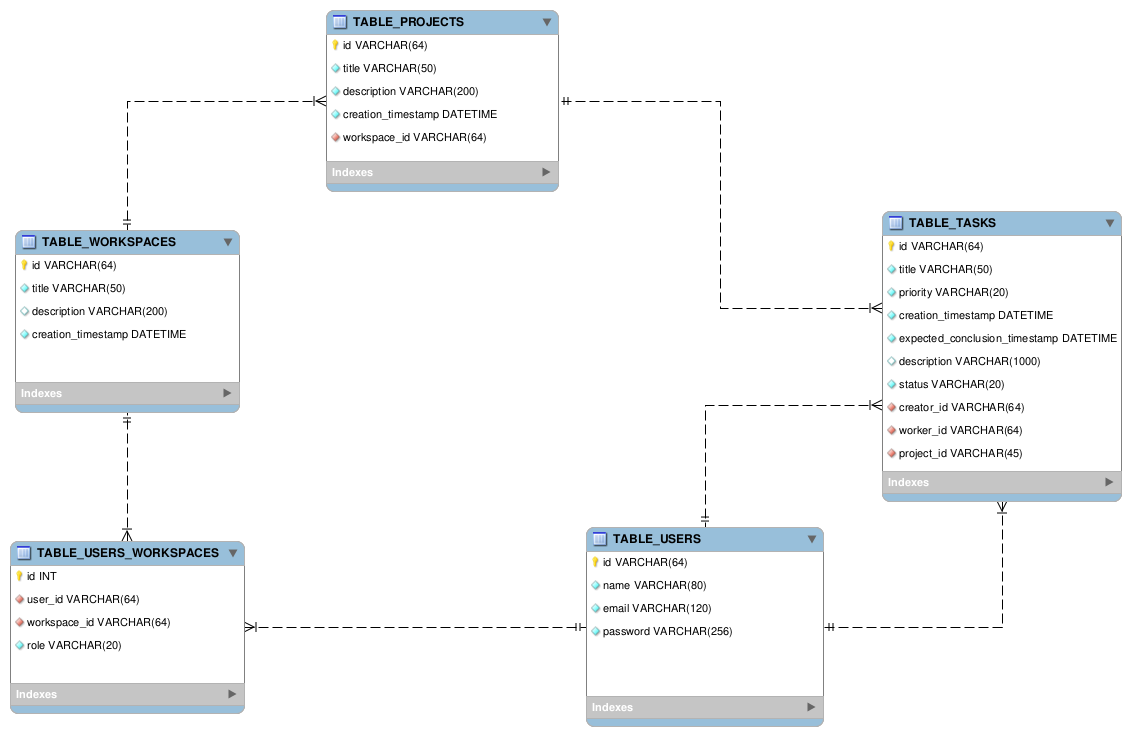 TABLE_PROJECTS
id VARCHAR(64)
title VARCHAR(50)
description VARCHAR(200)
creation_timestamp DATETIME
workspace_id VARCHAR(64)
Indexes
TABLE_WORKSPACES
id VARCHAR(64)
title VARCHAR(50)
description VARCHAR(200)
creation_timestamp DATETIME
Indexes
TABLE_TASKS
id VARCHAR(64)
title VARCHAR(50)
priority VARCHAR(20)
creation_timestamp DATETIME
expected_conclusion_timestamp DATETIME
description VARCHAR(1000)
status VARCHAR(20)
creator_id VARCHAR(64)
worker_id VARCHAR(64)
project_id VARCHAR(45)
Indexes
TABLE_USERS_WORKSPACES
id INT
user_id VARCHAR(64)
workspace_id VARCHAR(64)
role VARCHAR(20)
Indexes
TABLE_USERS
id VARCHAR(64)
name VARCHAR(80)
email VARCHAR(120)
password VARCHAR(256)
Indexes